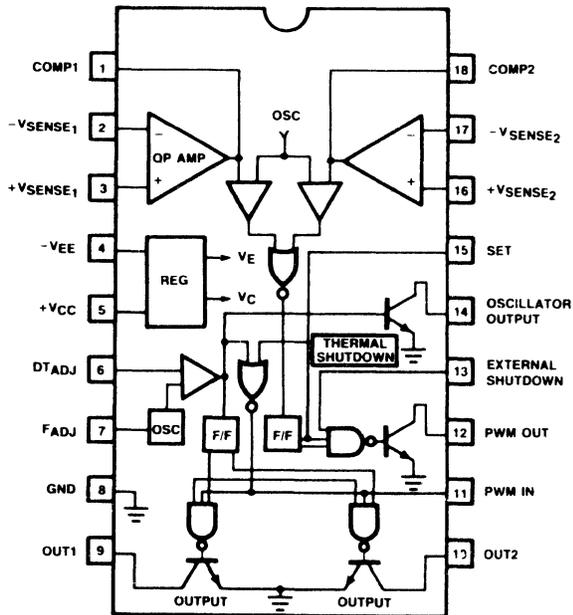 COMP1 1
18 COMP2
OSC
-VSENSE1 2
17 -VSENSE2
OP AMP
- +
- +
+VSENSE1 3
16 +VSENSE2
-VEE 4
15 SET
REG
VE
VC
+VCC 5
14 OSCILLATOR
OUTPUT
THERMAL
SHUTDOWN
DTADJ 6
13 EXTERNAL
SHUTDOWN
FADJ 7
OSC
F/F
F/F
12 PWM OUT
GND 8
11 PWM IN
OUT1 9
10 OUT2
OUTPUT
OUTPUT